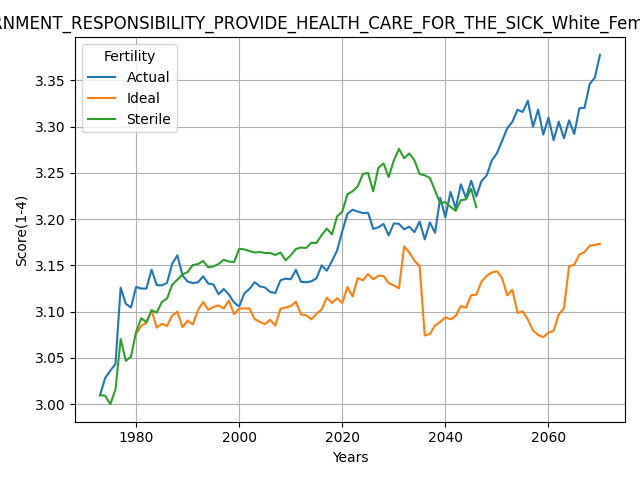 RNMENT_RESPONSIBILITY_PROVIDE_HEALTH_CARE_FOR_THE_SICK_White_Fem
Fertility
Actual
Ideal
Sterile
Score(1-4)
3.35
3.30
3.25
3.20
3.15
3.10
3.05
3.00
1980
2000
2020
2040
2060
Years